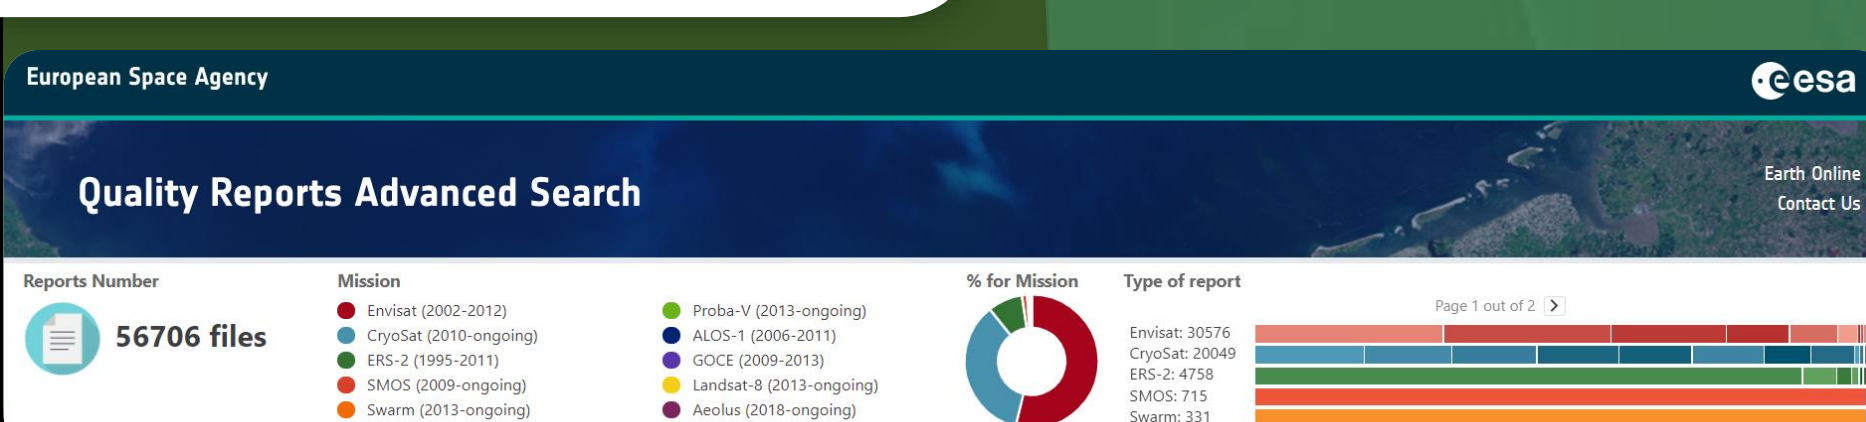 European Space Agency
esa
Quality Reports Advanced Search
Earth Online
Contact Us
Reports Number
56706 files
Mission
Envisat (2002-2012)
CryoSat (2010-ongoing)
ERS-2 (1995-2011)
SMOS (2009-ongoing)
Swarm (2013-ongoing)
Proba-V (2013-ongoing)
ALOS-1 (2006-2011)
GOCE (2009-2013)
Landsat-8 (2013-ongoing)
Aeolus (2018-ongoing)
% for Mission
Type of report
Page 1 out of 2 >
Envisat: 30576
CryoSat: 20049
ERS-2: 4758
SMOS: 715
Swarm: 331